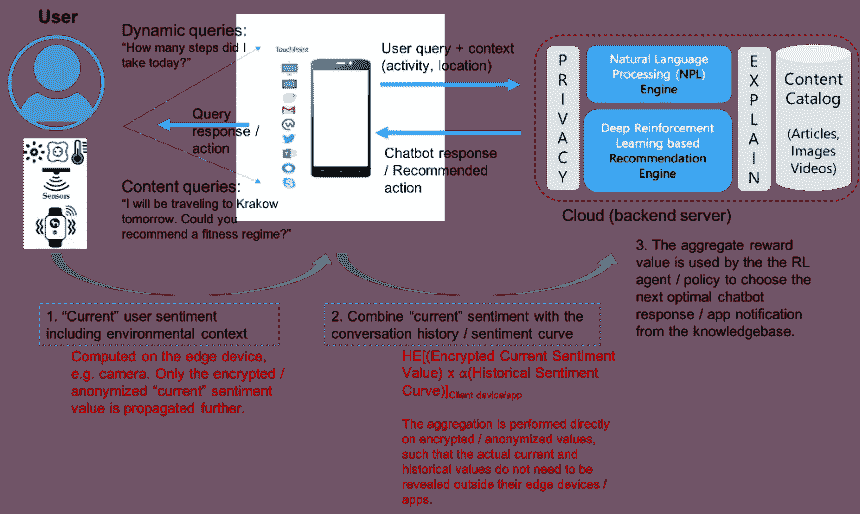 User
Dynamic queries:
“How many steps did I
take today?”
TouchPoint
User query + context
(activity, location)
Query
response /
action
Chatbot response
/ Recommended
action
Sensors
Content queries:
“I will be traveling to Krakow
tomorrow. Could you
recommend a fitness regime?”
PRIVACY
Natural Language
Processing (NPL)
Engine
Deep Reinforcement
Learning based
Recommendation
Engine
EXPLAIN
Content
Catalog
(Articles,
Images
Videos)
Cloud (backend server)
1. “Current” user sentiment
including environmental context
Computed on the edge device,
e.g. camera. Only the encrypted /
anonymized “current” sentiment
value is propagated further.
2. Combine “current” sentiment with the
conversation history / sentiment curve
HE[(Encrypted Current Sentiment
Value) x α(Historical Sentiment
Curve)]Client device/app
The aggregation is performed directly
on encrypted / anonymized values,
such that the actual current and
historical values do not need to be
revealed outside their edge devices /
apps.
3. The aggregate reward
value is used by the the RL
agent / policy to choose the
next optimal chatbot
response / app notification
from the knowledgebase.